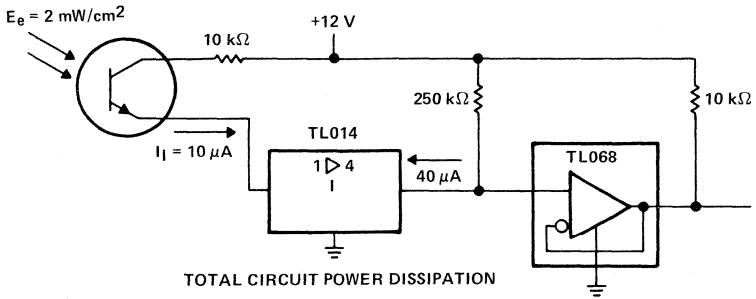 Ee = 2 mW/cm2
+12 V
10 kΩ
250 kΩ
10 kΩ
TL014
TL068
II = 10 μA
1 ▷ 4
I
40 μA
TOTAL CIRCUIT POWER DISSIPATION